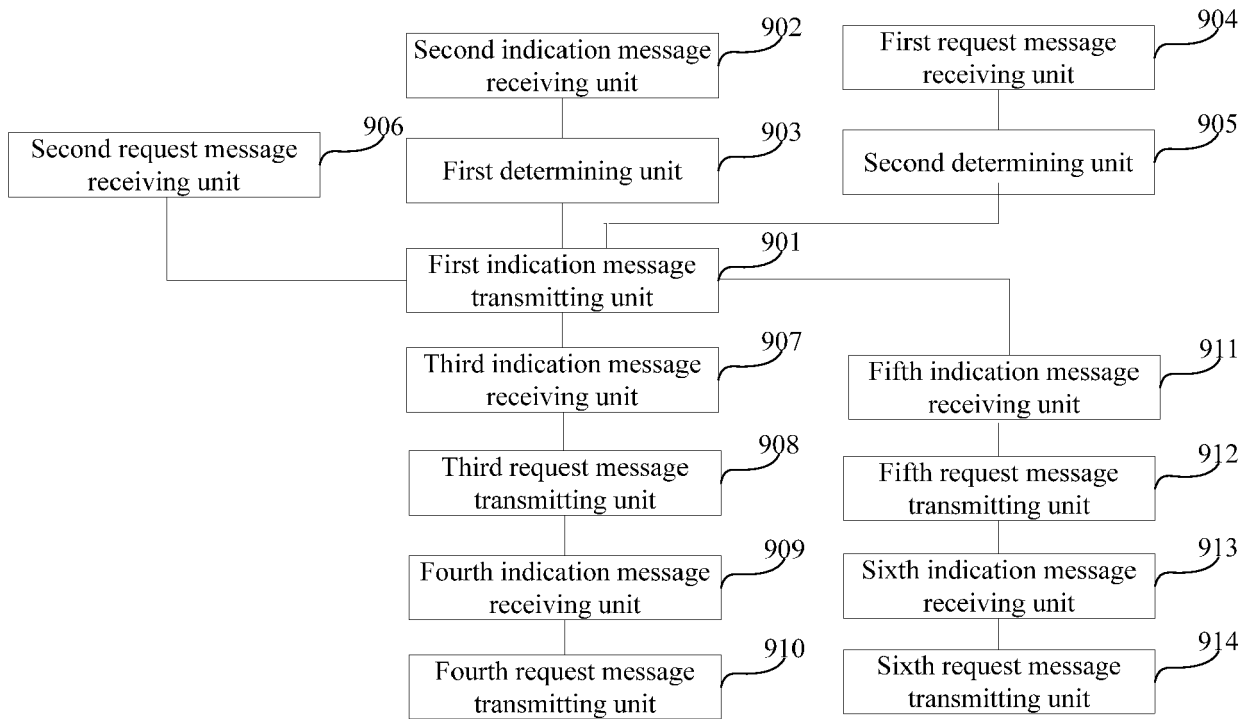 902
Second indication message
receiving unit
904
First request message
receiving unit
906
Second request message
receiving unit
903
First determining unit
905
Second determining unit
901
First indication message
transmitting unit
907
Third indication message
receiving unit
911
Fifth indication message
receiving unit
908
Third request message
transmitting unit
912
Fifth request message
transmitting unit
909
Fourth indication message
receiving unit
913
Sixth indication message
receiving unit
910
Fourth request message
transmitting unit
914
Sixth request message
transmitting unit